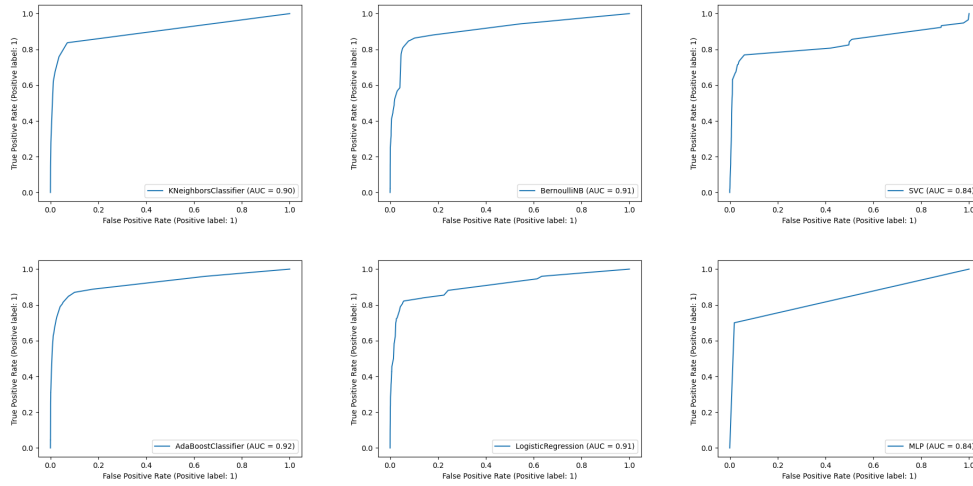 True Positive Rate (Positive label: 1)
1.0
0.8
0.6
0.4
0.2
0.0
KNeighborsClassifier (AUC = 0.90)
0.0 0.2 0.4 0.6 0.8 1.0
False Positive Rate (Positive label: 1)
True Positive Rate (Positive label: 1)
1.0
0.8
0.6
0.4
0.2
0.0
BernoulliNB (AUC = 0.91)
0.0 0.2 0.4 0.6 0.8 1.0
False Positive Rate (Positive label: 1)
True Positive Rate (Positive label: 1)
1.0
0.8
0.6
0.4
0.2
0.0
SVC (AUC = 0.84)
0.0 0.2 0.4 0.6 0.8 1.0
False Positive Rate (Positive label: 1)
True Positive Rate (Positive label: 1)
1.0
0.8
0.6
0.4
0.2
0.0
AdaBoostClassifier (AUC = 0.92)
0.0 0.2 0.4 0.6 0.8 1.0
False Positive Rate (Positive label: 1)
True Positive Rate (Positive label: 1)
1.0
0.8
0.6
0.4
0.2
0.0
LogisticRegression (AUC = 0.91)
0.0 0.2 0.4 0.6 0.8 1.0
False Positive Rate (Positive label: 1)
True Positive Rate (Positive label: 1)
1.0
0.8
0.6
0.4
0.2
0.0
MLP (AUC = 0.84)
0.0 0.2 0.4 0.6 0.8 1.0
False Positive Rate (Positive label: 1)